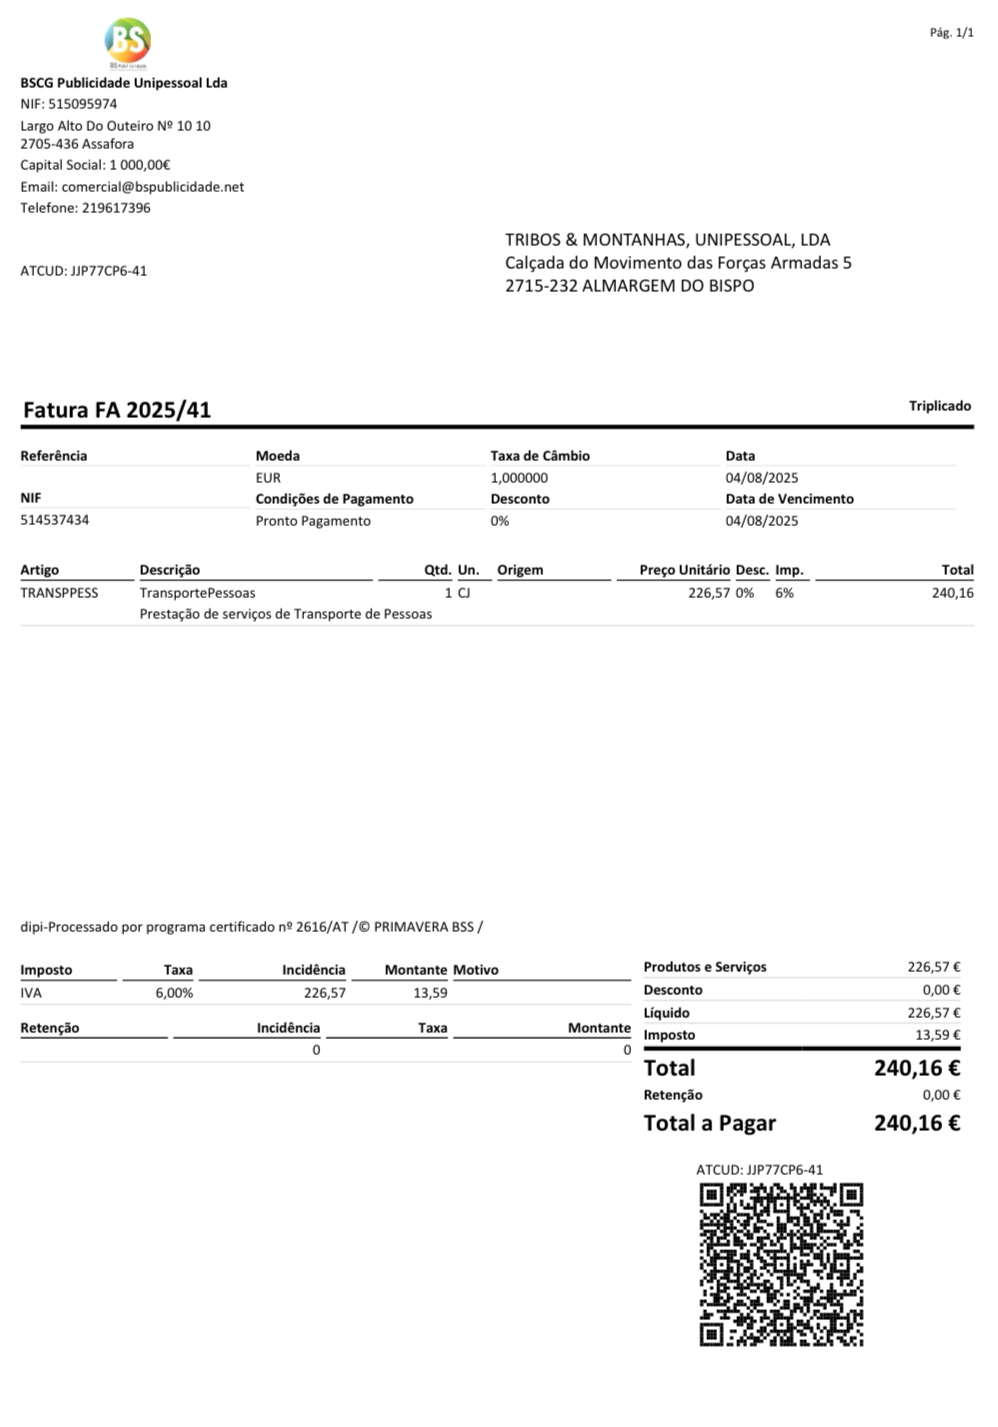 BS
BS Publicidade
Pág. 1/1
BSCG Publicidade Unipessoal Lda
NIF: 515095974
Largo Alto Do Outeiro Nº 10 10
2705-436 Assafora
Capital Social: 1 000,00€
Email: comercial@bspublicidade.net
Telefone: 219617396
ATCUD: JJP77CP6-41
TRIBOS & MONTANHAS, UNIPESSOAL, LDA
Calçada do Movimento das Forças Armadas 5
2715-232 ALMARGEM DO BISPO
Fatura FA 2025/41 Triplicado
Referência Moeda Taxa de Câmbio Data
EUR 1,000000 04/08/2025
NIF Condições de Pagamento Desconto Data de Vencimento
514537434 Pronto Pagamento 0% 04/08/2025
Artigo Descrição Qtd. Un. Origem Preço Unitário Desc. Imp. Total
TRANSPPESS TransportePessoas 1 CJ 226,57 0% 6% 240,16
Prestação de serviços de Transporte de Pessoas
dipi-Processado por programa certificado nº 2616/AT /© PRIMAVERA BSS /
Imposto Taxa Incidência Montante Motivo
IVA 6,00% 226,57 13,59
Retenção Incidência Taxa Montante
0 0
Produtos e Serviços 226,57 €
Desconto 0,00 €
Líquido 226,57 €
Imposto 13,59 €
Total 240,16 €
Retenção 0,00 €
Total a Pagar 240,16 €
ATCUD: JJP77CP6-41